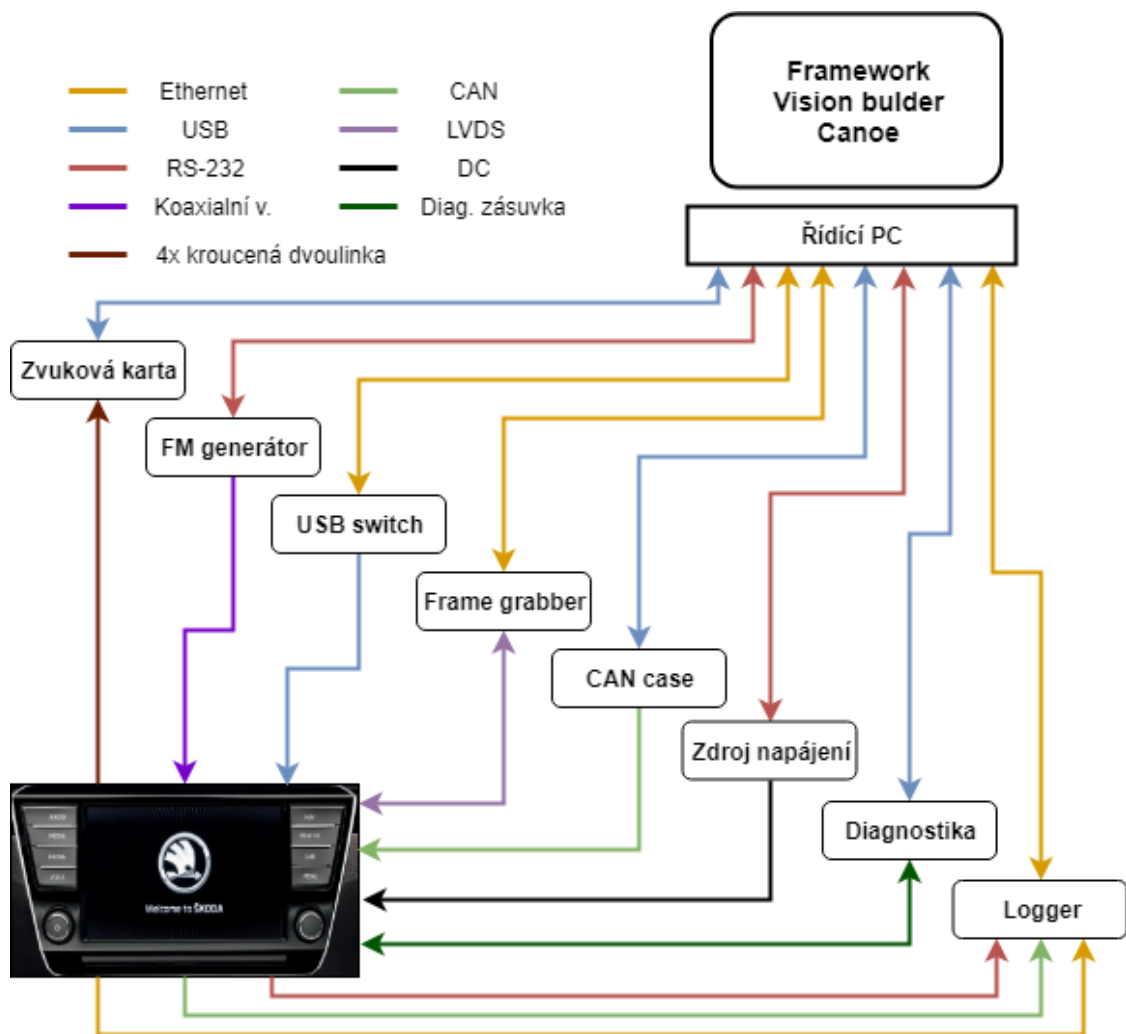 Framework
Vision bulder
Canoe
Ethernet
CAN
USB
LVDS
RS-232
DC
Koaxialní v.
Diag. zásuvka
4x kroucená dvoulinka
Řídící PC
Zvuková karta
FM generátor
USB switch
Frame grabber
CAN case
Zdroj napájení
Diagnostika
Logger
Welcome to ŠKODA